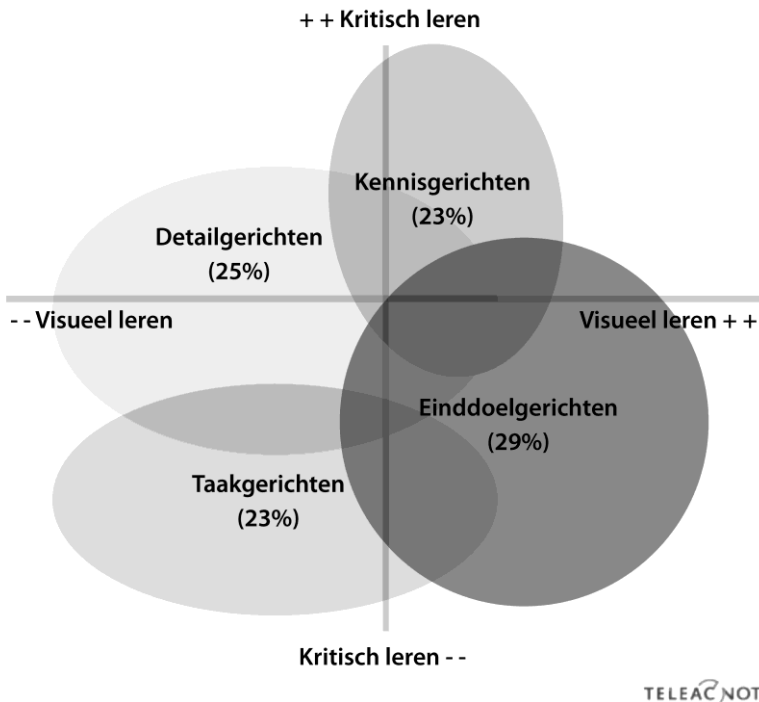 + + Kritisch leren
Kennisgerichten
(23%)
Detailgerichten
(25%)
- - Visueel leren
Visueel leren + +
Einddoelgerichten
(29%)
Taakgerichten
(23%)
Kritisch leren - -
TELEAC NOT